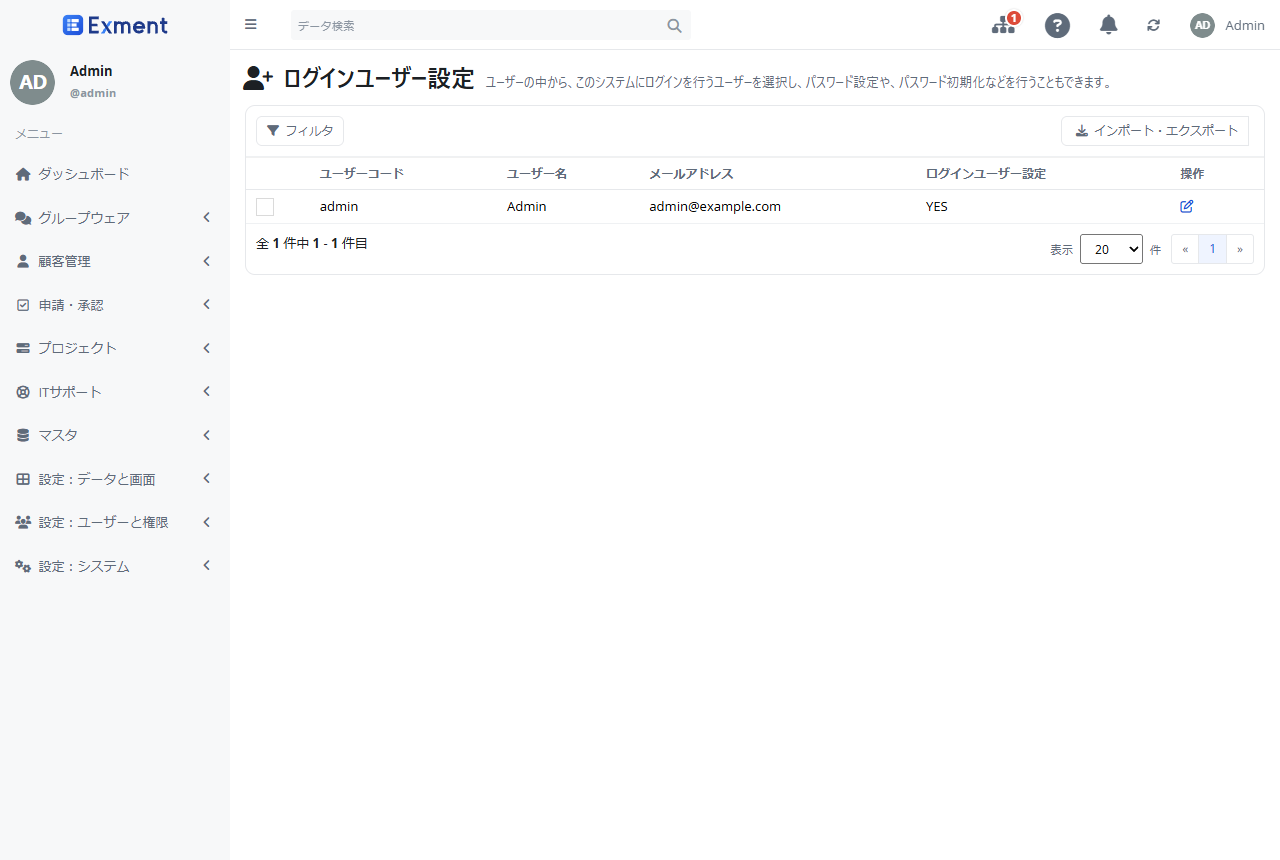 Exment
データ検索
1
?
AD
Admin
AD
Admin
@admin
メニュー
ダッシュボード
グループウェア
顧客管理
申請・承認
プロジェクト
ITサポート
マスタ
設定：データと画面
設定：ユーザーと権限
設定：システム
ログインユーザー設定 ユーザーの中から、このシステムにログインを行うユーザーを選択し、パスワード設定や、パスワード初期化などを行うこともできます。
フィルタ
インポート・エクスポート
ユーザーコード ユーザー名 メールアドレス ログインユーザー設定 操作
admin Admin admin@example.com YES
全 1 件中 1 - 1 件目
表示 20 件 « 1 »